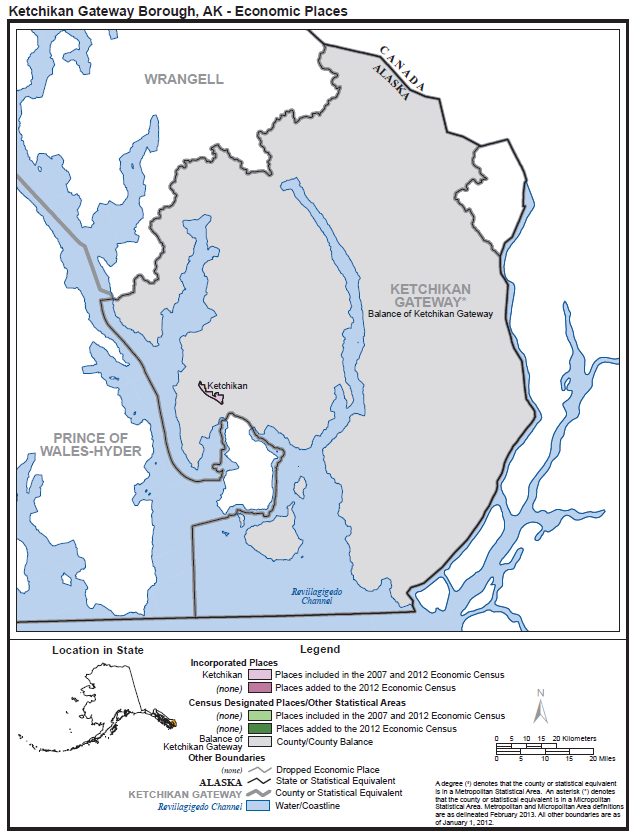 Ketchikan Gateway Borough, AK - Economic Places
WRANGELL
CANADA
ALASKA
KETCHIKAN
GATEWAY*
Balance of Ketchikan Gateway
Ketchikan
PRINCE OF
WALES-HYDER
Revillagigedo
Channel
Location in State
Legend
Incorporated Places
Ketchikan Places included in the 2007 and 2012 Economic Census
(none) Places added to the 2012 Economic Census
Census Designated Places/Other Statistical Areas
(none) Places included in the 2007 and 2012 Economic Census
(none) Places added to the 2012 Economic Census
Balance of
Ketchikan Gateway County/County Balance
Other Boundaries
(none) Dropped Economic Place
ALASKA State or Statistical Equivalent
KETCHIKAN GATEWAY County or Statistical Equivalent
Revillagigedo Channel Water/Coastline
N
0 5 10 15 20 Kilometers
0 5 10 15 20 Miles
A degree (°) denotes that the county or statistical equivalent
is in a Metropolitan Statistical Area. An asterisk (*) denotes
that the county or statistical equivalent is in a Micropolitan
Statistical Area. Metropolitan and Micropolitan Area definitions
are as delineated February 2013. All other boundaries are as
of January 1, 2012.